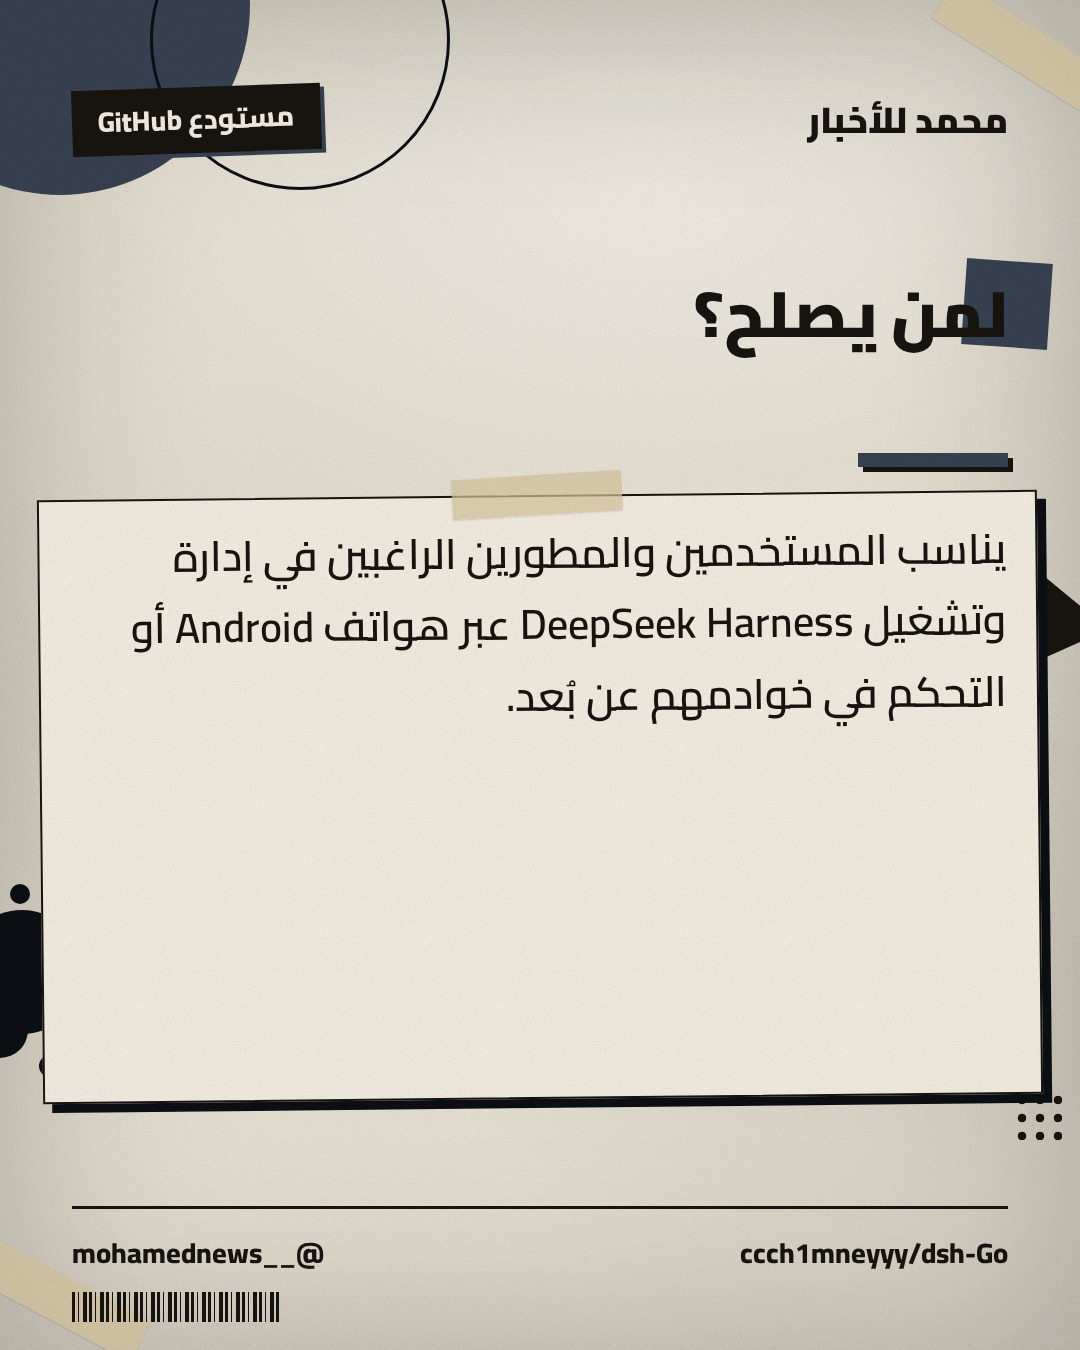 محمد للأخبار
مستودع GitHub
لمن يصلح؟
يناسب المستخدمين والمطورين الراغبين في إدارة
وتشغيل DeepSeek Harness عبر هواتف Android أو
التحكم في خوادمهم عن بُعد.
ccch1mneyyy/dsh-Go
mohamednews__@